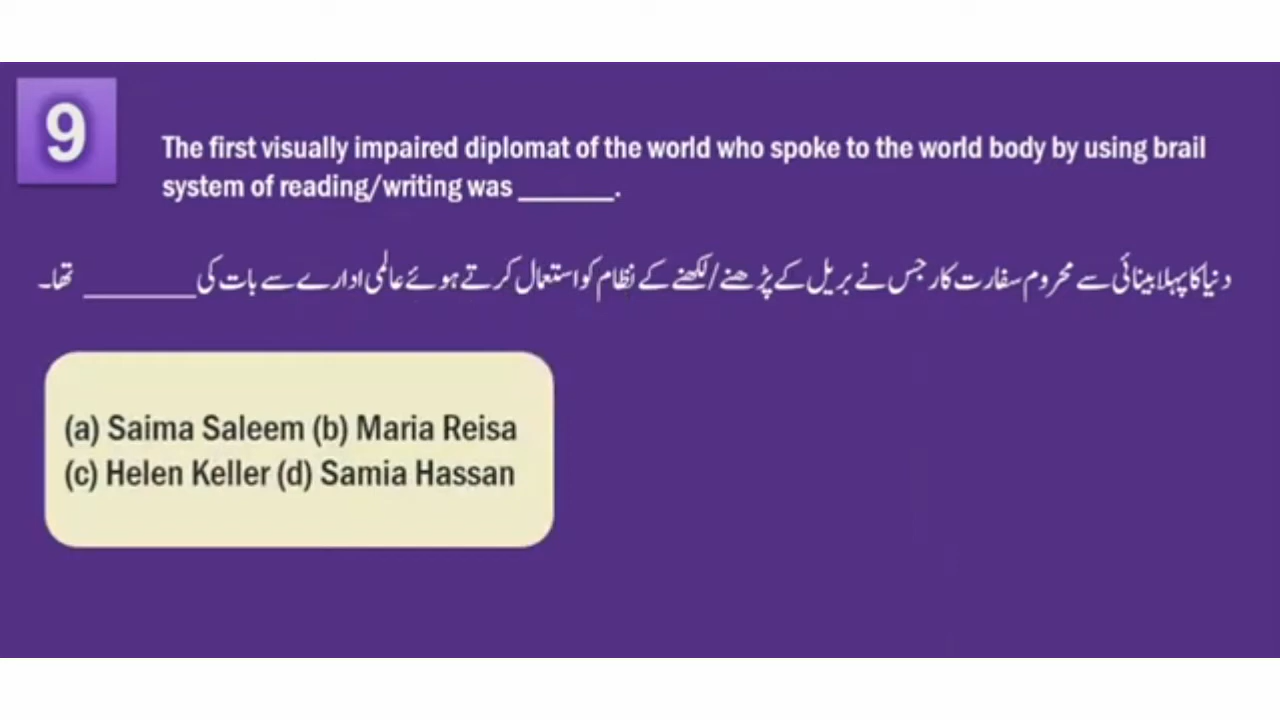 9
The first visually impaired diplomat of the world who spoke to the world body by using brail
system of reading/writing was _______.
دنیا کا پہلا بینائی سے محروم سفارت کار جس نے بریل کے پڑھنے/لکھنے کے نظام کو استعمال کرتے ہوئے عالمی ادارے سے بات کی ________ تھا۔
(a) Saima Saleem (b) Maria Reisa
(c) Helen Keller (d) Samia Hassan